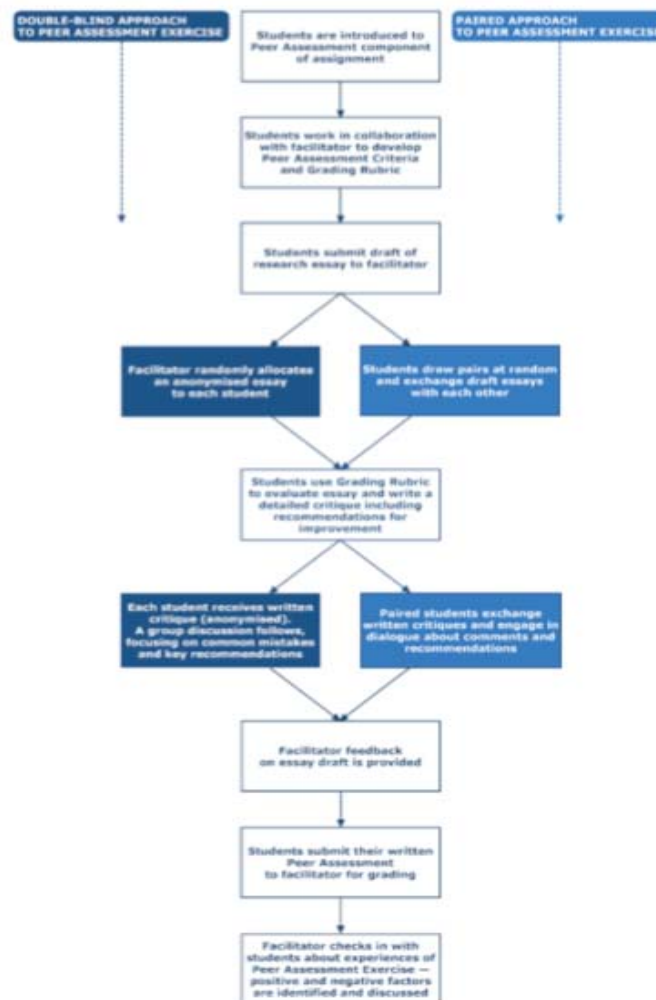 DOUBLE-BLIND APPROACH
TO PEER ASSESSMENT EXERCISE
PAIRED APPROACH
TO PEER ASSESSMENT EXERCISE
Students are introduced to
Peer Assessment component
of assignment
Students work in collaboration
with facilitator to develop
Peer Assessment Criteria
and Grading Rubric
Students submit draft of
research essay to facilitator
Facilitator randomly allocates
an anonymised essay
to each student
Students draw pairs at random
and exchange draft essays
with each other
Students use Grading Rubric
to evaluate essay and write a
detailed critique including
recommendations for
improvement
Each student receives written
critique (anonymised).
A group discussion follows,
focusing on common mistakes
and key recommendations
Paired students exchange
written critiques and engage in
dialogue about comments and
recommendations
Facilitator feedback
on essay draft is provided
Students submit their written
Peer Assessment
to facilitator for grading
Facilitator checks in with
students about experiences of
Peer Assessment Exercise —
positive and negative factors
are identified and discussed